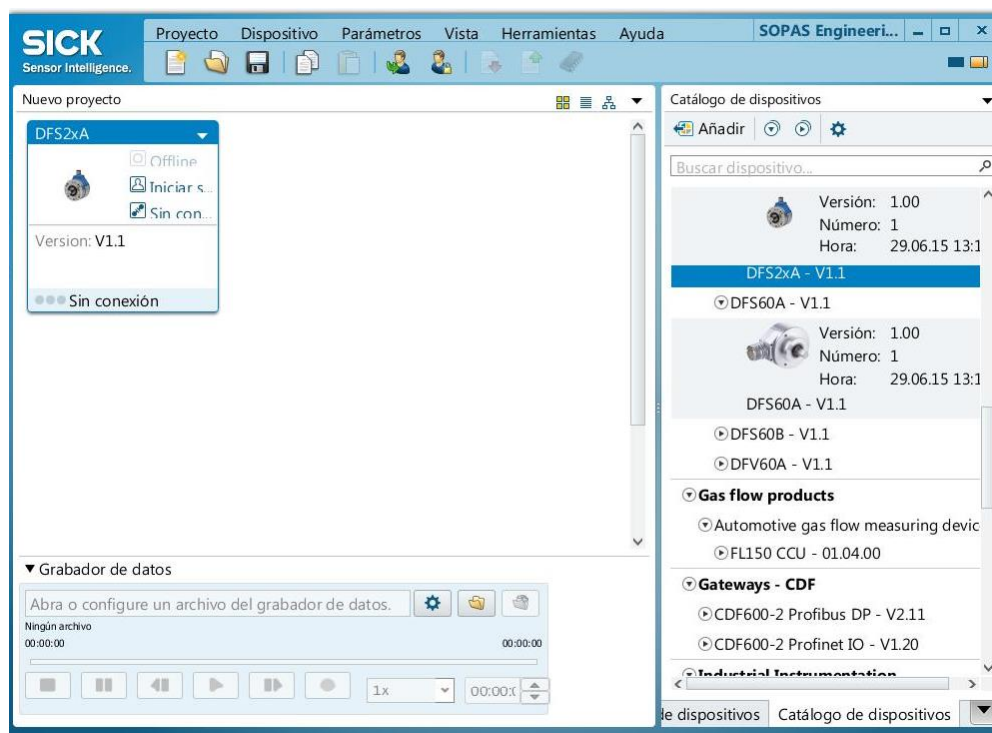 SICK
Sensor Intelligence.
Proyecto Dispositivo Parámetros Vista Herramientas Ayuda
SOPAS Engineeri...
Nuevo proyecto
DFS2xA
Offline
Iniciar s...
Sin con...
Version: V1.1
Sin conexión
Grabador de datos
Abra o configure un archivo del grabador de datos.
Ningún archivo
00:00:00 00:00:00
1x 00:00:(
Catálogo de dispositivos
Añadir
Buscar dispositivo...
Versión: 1.00
Número: 1
Hora: 29.06.15 13:1
DFS2xA - V1.1
DFS60A - V1.1
Versión: 1.00
Número: 1
Hora: 29.06.15 13:1
DFS60A - V1.1
DFS60B - V1.1
DFV60A - V1.1
Gas flow products
Automotive gas flow measuring devic
FL150 CCU - 01.04.00
Gateways - CDF
CDF600-2 Profibus DP - V2.11
CDF600-2 Profinet IO - V1.20
Industrial Instrumentation
de dispositivos Catálogo de dispositivos